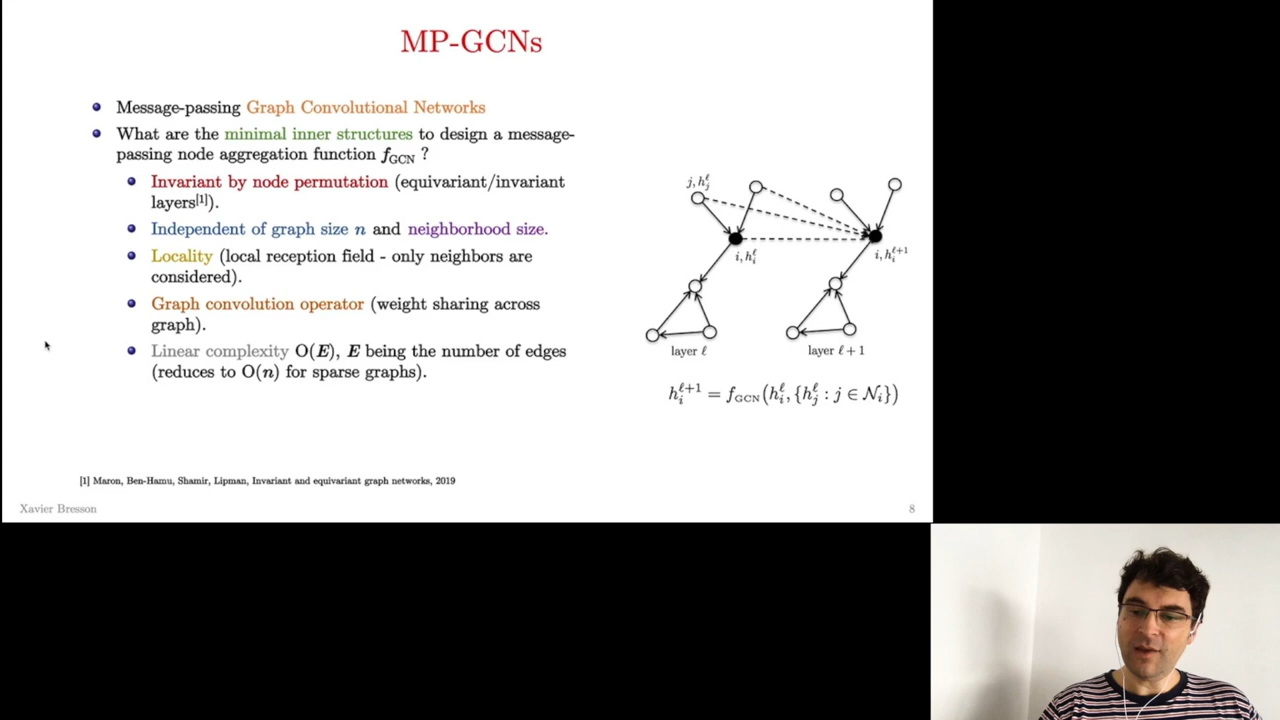 MP-GCNs
Message-passing Graph Convolutional Networks
What are the minimal inner structures to design a message-
passing node aggregation function f_GCN ?
Invariant by node permutation (equivariant/invariant
layers[1]).
Independent of graph size n and neighborhood size.
Locality (local reception field - only neighbors are
considered).
Graph convolution operator (weight sharing across
graph).
Linear complexity O(E), E being the number of edges
(reduces to O(n) for sparse graphs).
j, h_j^ℓ
i, h_i^ℓ
i, h_i^{ℓ+1}
layer ℓ
layer ℓ + 1
h_i^{ℓ+1} = f_GCN(h_i^ℓ, {h_j^ℓ : j ∈ 𝒩_i})
[1] Maron, Ben-Hamu, Shamir, Lipman, Invariant and equivariant graph networks, 2019
Xavier Bresson
8